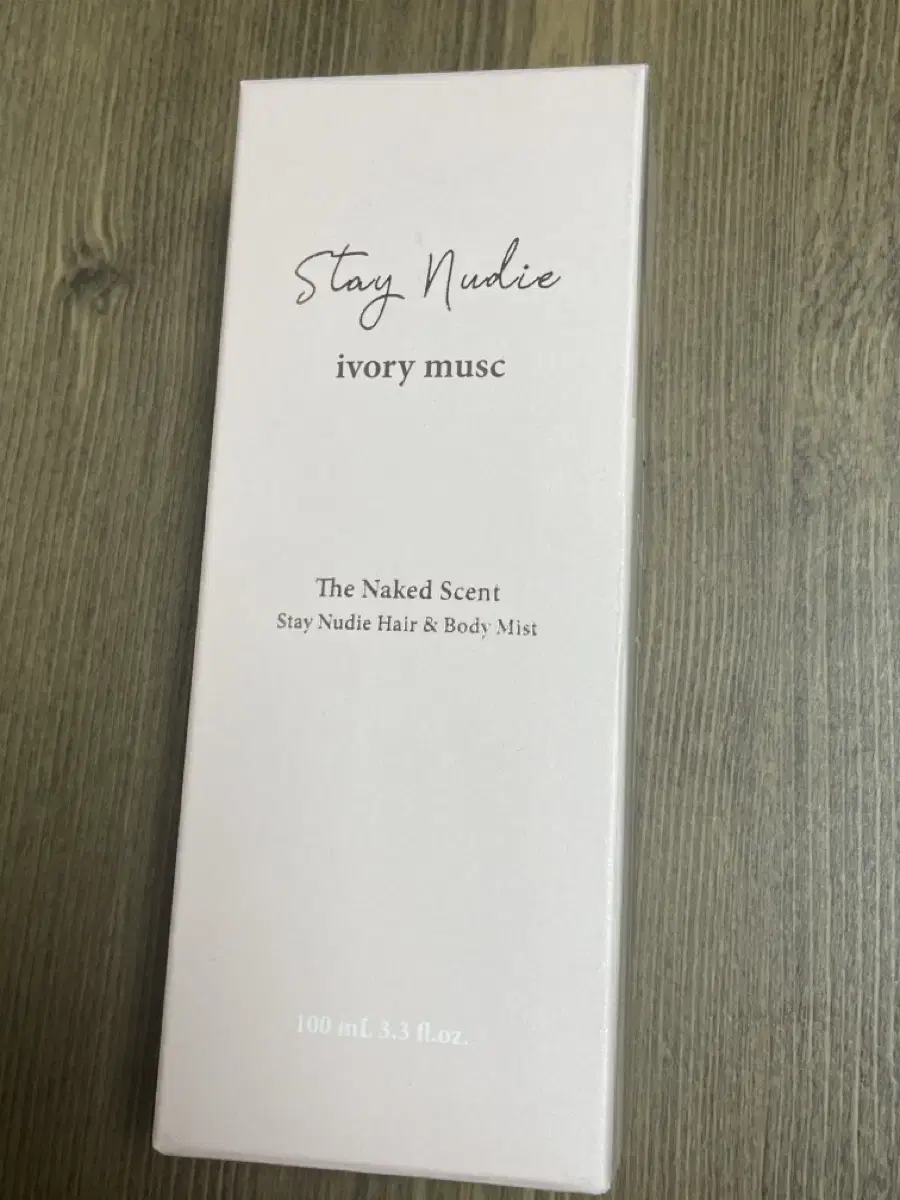 Stay Nudie
ivory musc
The Naked Scent
Stay Nudie Hair & Body Mist
100 mL 3.3 fl.oz.